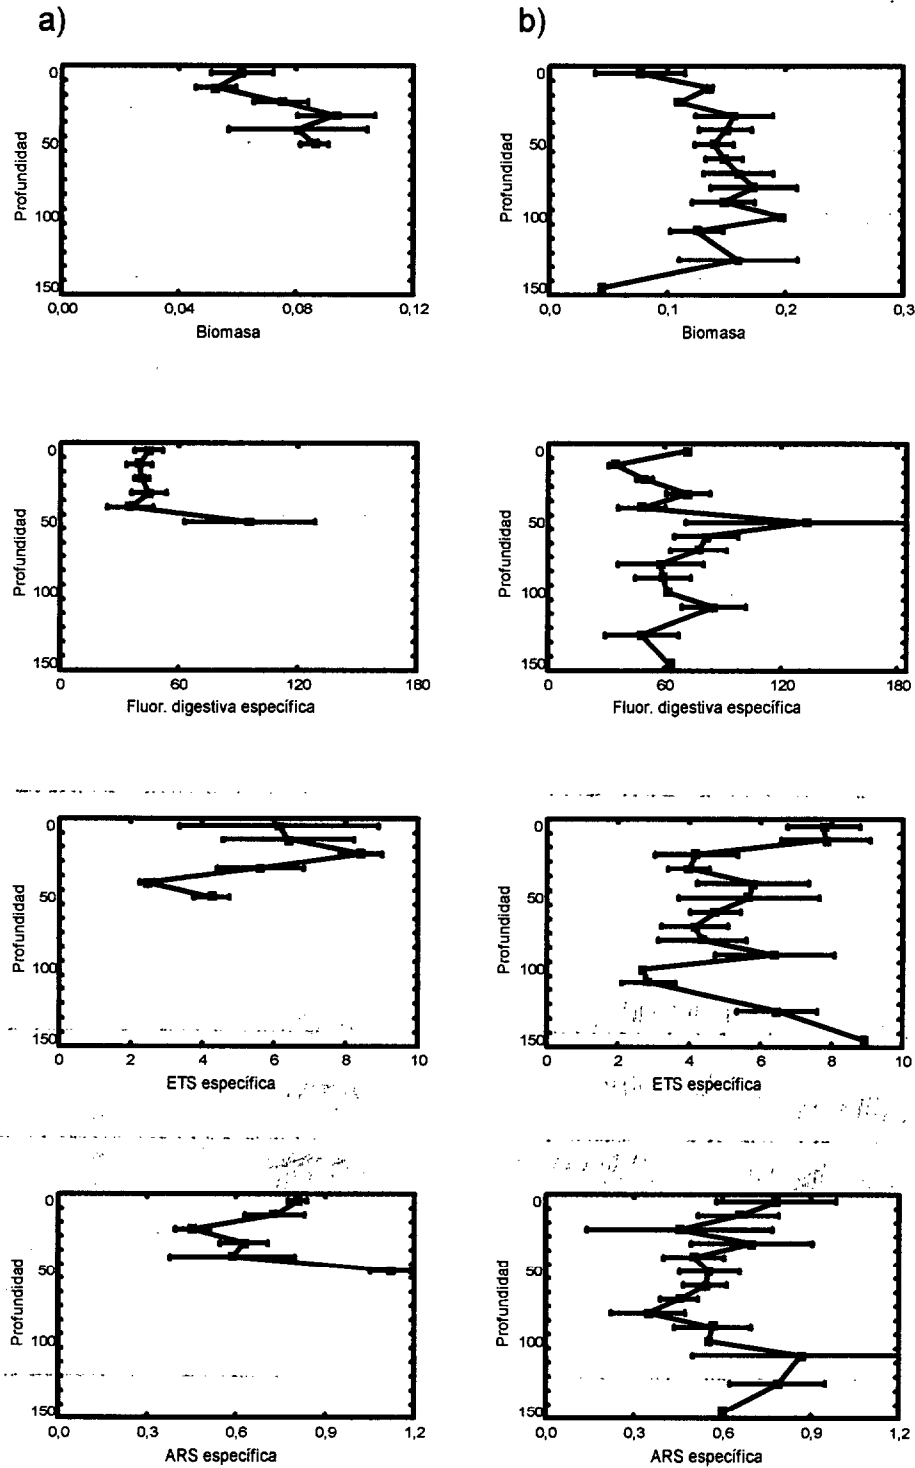 a)
b)
Profundidad
0
50
100
150
0,00 0,04 0,08 0,12
Biomasa
Profundidad
0
50
100
150
0,0 0,1 0,2 0,3
Biomasa
Profundidad
0
50
100
150
0 60 120 180
Fluor. digestiva específica
Profundidad
0
50
100
150
0 60 120 180
Fluor. digestiva específica
Profundidad
0
50
100
150
0 2 4 6 8 10
ETS específica
Profundidad
0
50
100
150
0 2 4 6 8 10
ETS específica
Profundidad
0
50
100
150
0,0 0,3 0,6 0,9 1,2
ARS específica
Profundidad
0
50
100
150
0,0 0,3 0,6 0,9 1,2
ARS específica